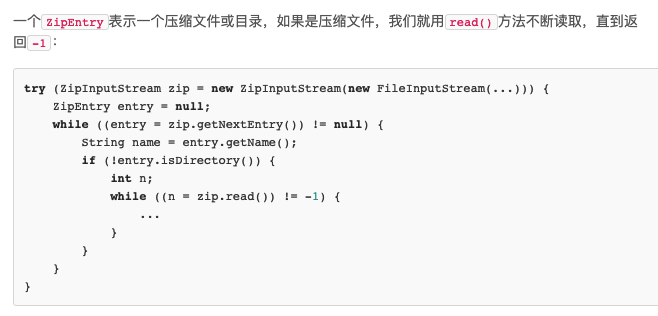 一个ZipEntry表示一个压缩文件或目录，如果是压缩文件，我们就用read()方法不断读取，直到返
回-1：
try (ZipInputStream zip = new ZipInputStream(new FileInputStream(...))) {
    ZipEntry entry = null;
    while ((entry = zip.getNextEntry()) != null) {
        String name = entry.getName();
        if (!entry.isDirectory()) {
            int n;
            while ((n = zip.read()) != -1) {
                ...
            }
        }
    }
}